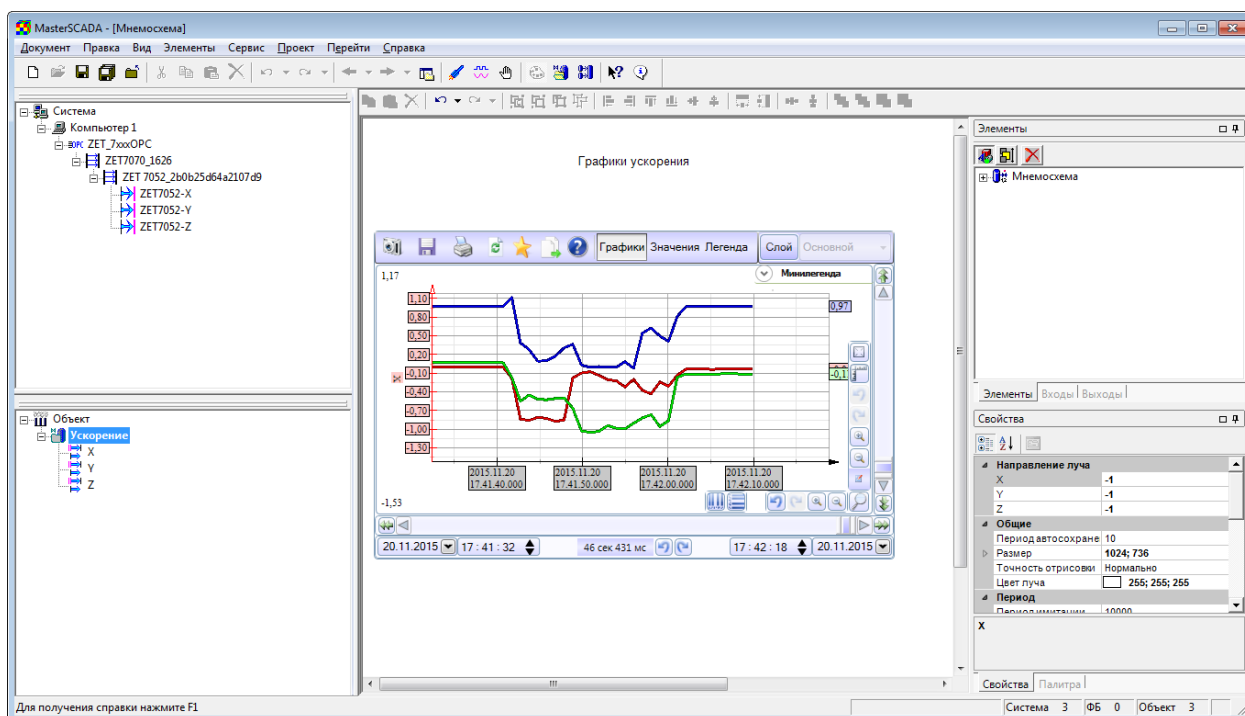 MasterSCADA - [Мнемосхема]
Документ Правка Вид Элементы Сервис Проект Перейти Справка
Система
Компьютер 1
OPC ZET_7xxxOPC
ZET7070_1626
ZET 7052_2b0b25d64a2107d9
ZET7052-X
ZET7052-Y
ZET7052-Z
Объект
Ускорение
X
Y
Z
Графики ускорения
Графики Значения Легенда Слой Основной
1,17
Минилегенда
1,10
0,80
0,50
0,20
-0,10
-0,40
-0,70
-1,00
-1,30
0,97
-0,1
2015.11.20 2015.11.20 2015.11.20 2015.11.20
17.41.40.000 17.41.50.000 17.42.00.000 17.42.10.000
-1,53
20.11.2015 17 : 41 : 32 46 сек 431 мс 17 : 42 : 18 20.11.2015
Элементы
Мнемосхема
Элементы Входы Выходы
Свойства
Направление луча
X -1
Y -1
Z -1
Общие
Период автосохране 10
Размер 1024; 736
Точность отрисовки Нормально
Цвет луча 255; 255; 255
Период
Период имитации 10000
X
Свойства Палитра
Для получения справки нажмите F1
Система 3 ФБ 0 Объект 3